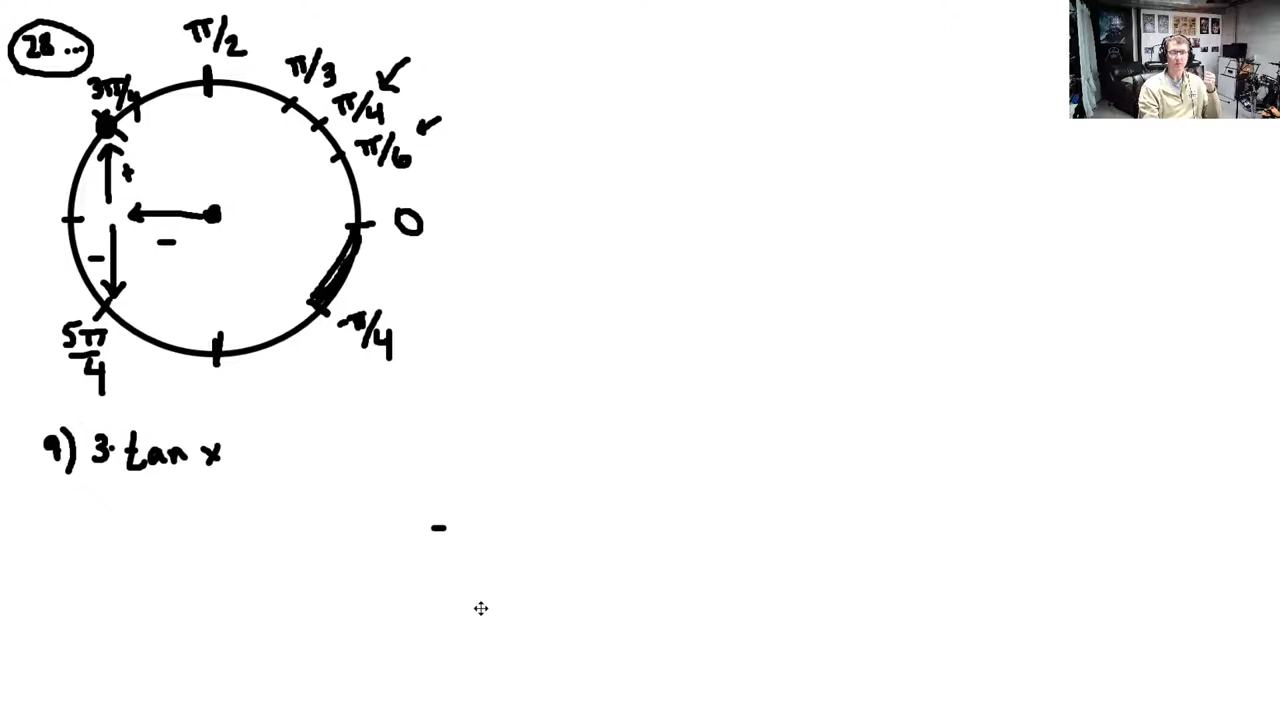 28 ...
π/2
π/3
π/4
π/6
3π/4
+
-
0
-
5π/4
-π/4
9) 3· tan x
-